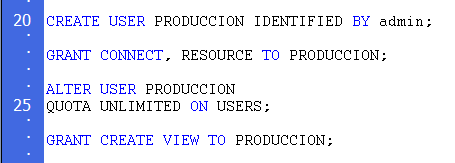 20 CREATE USER PRODUCCION IDENTIFIED BY admin;
GRANT CONNECT, RESOURCE TO PRODUCCION;
ALTER USER PRODUCCION
25 QUOTA UNLIMITED ON USERS;
GRANT CREATE VIEW TO PRODUCCION;